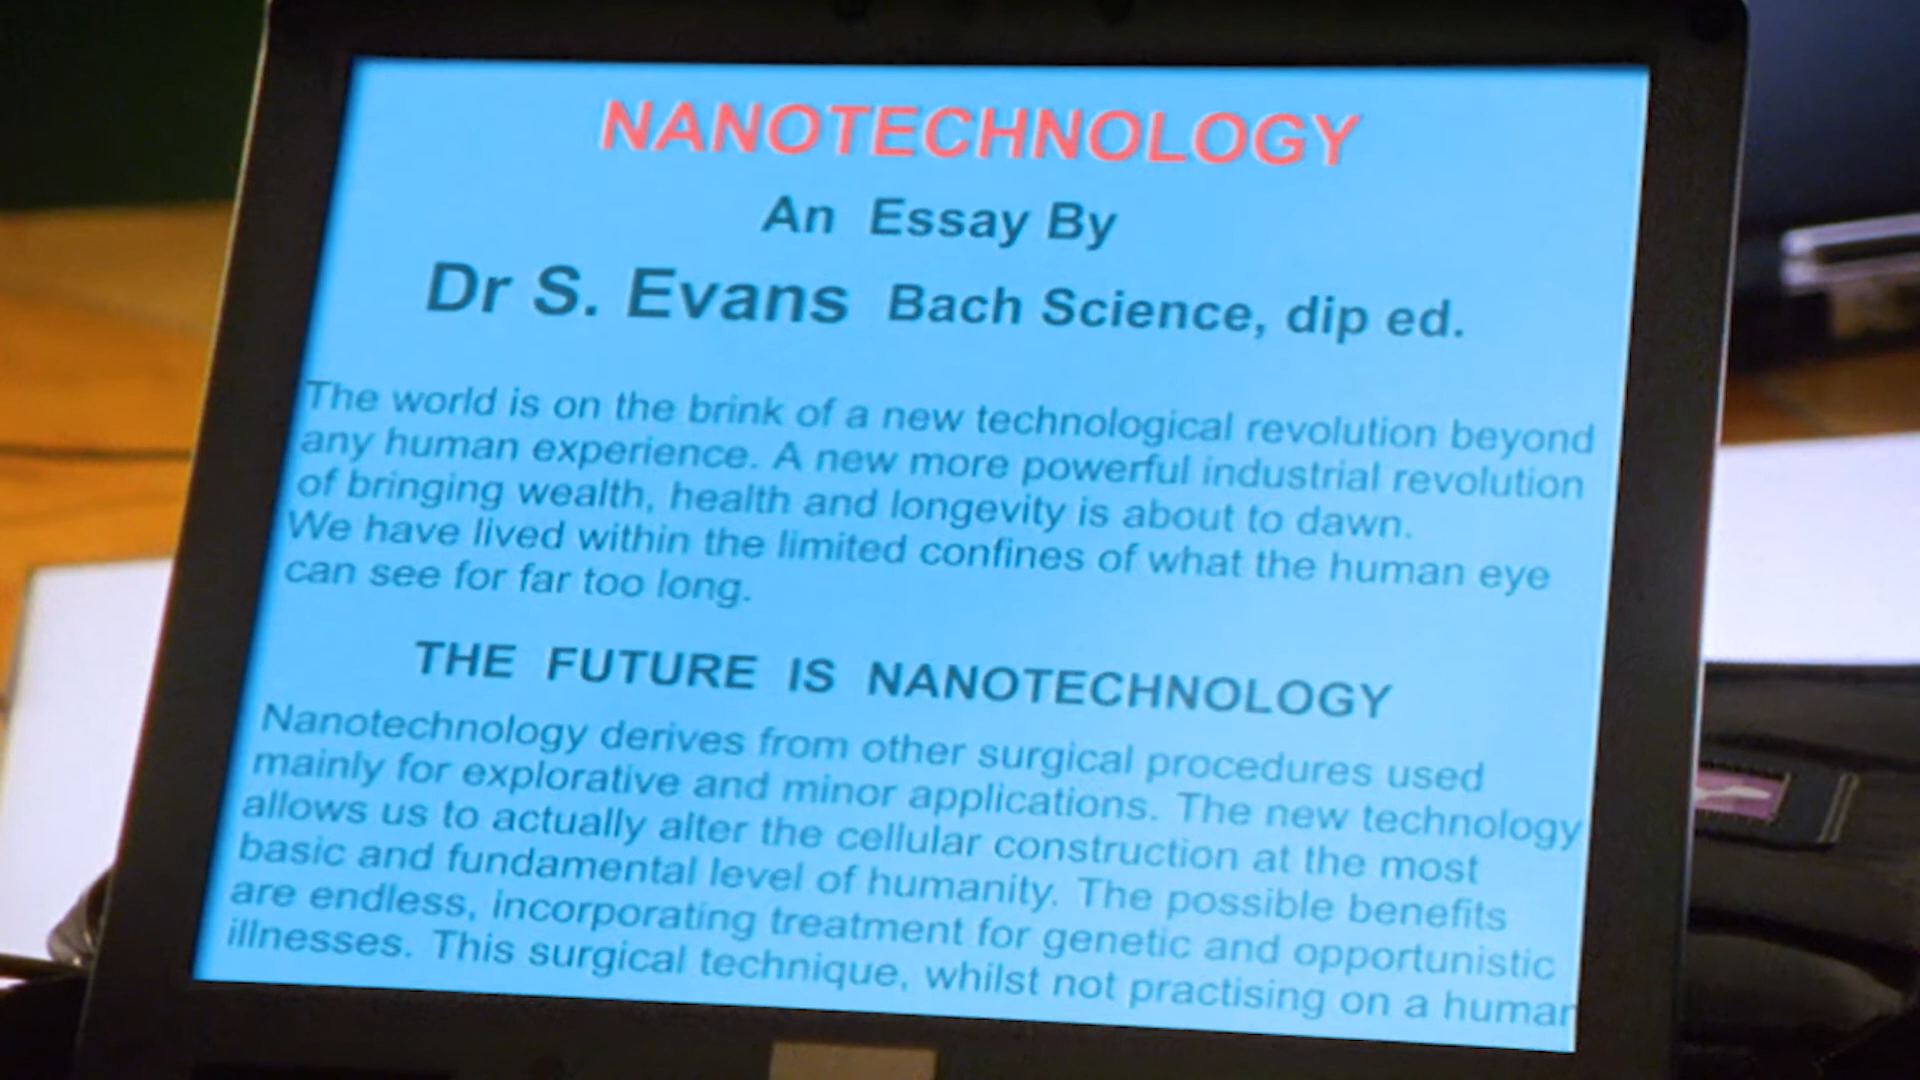 NANOTECHNOLOGY
An Essay By
Dr S. Evans Bach Science, dip ed.
The world is on the brink of a new technological revolution beyond
any human experience. A new more powerful industrial revolution
of bringing wealth, health and longevity is about to dawn.
We have lived within the limited confines of what the human eye
can see for far too long.
THE FUTURE IS NANOTECHNOLOGY
Nanotechnology derives from other surgical procedures used
mainly for explorative and minor applications. The new technology
allows us to actually alter the cellular construction at the most
basic and fundamental level of humanity. The possible benefits
are endless, incorporating treatment for genetic and opportunistic
illnesses. This surgical technique, whilst not practising on a human